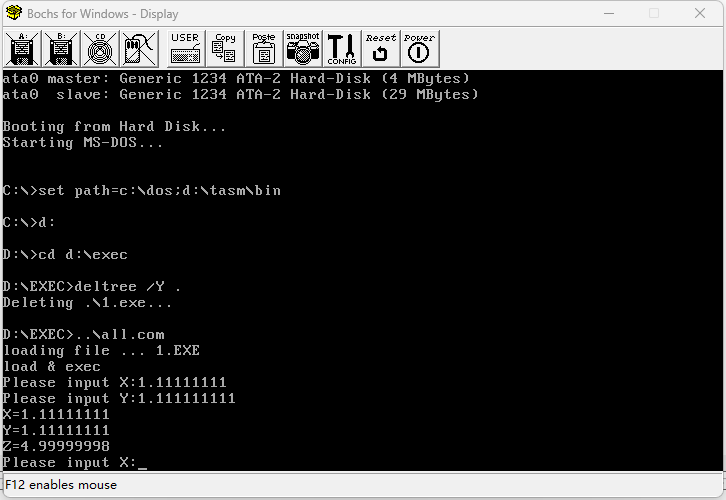 Bochs for Windows - Display
A:
B:
CD
USER
Copy
Poste
snapshot
CONFIG
Reset
Power
ata0 master: Generic 1234 ATA-2 Hard-Disk (4 MBytes)
ata0  slave: Generic 1234 ATA-2 Hard-Disk (29 MBytes)
Booting from Hard Disk...
Starting MS-DOS...
C:\>set path=c:\dos;d:\tasm\bin
C:\>d:
D:\>cd d:\exec
D:\EXEC>deltree /Y .
Deleting .\1.exe...
D:\EXEC>..\all.com
loading file ... 1.EXE
load & exec
Please input X:1.11111111
Please input Y:1.111111111
X=1.11111111
Y=1.11111111
Z=4.99999998
Please input X:_
F12 enables mouse